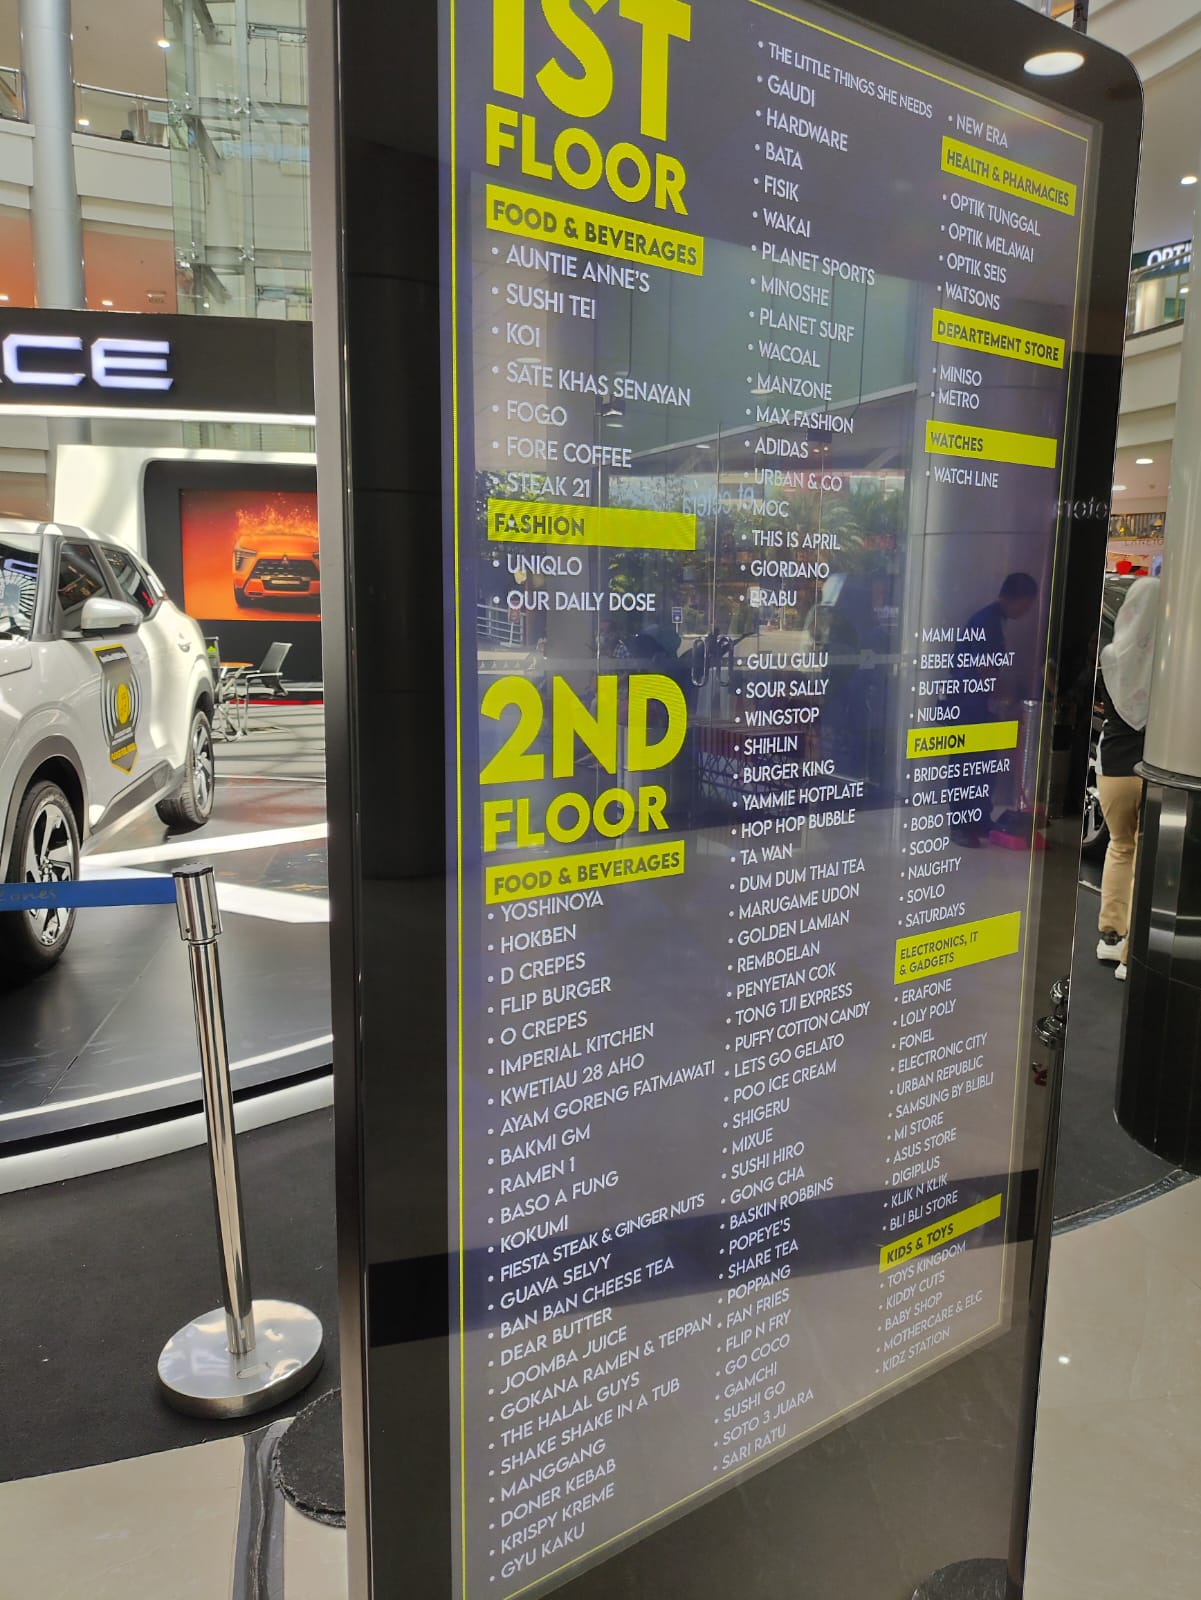 1ST
FLOOR
FOOD & BEVERAGES
• AUNTIE ANNE'S
• SUSHI TEI
• KOI
• SATE KHAS SENAYAN
• FOGO
• FORE COFFEE
• STEAK 21
FASHION
• UNIQLO
• OUR DAILY DOSE
• THE LITTLE THINGS SHE NEEDS
• GAUDI
• HARDWARE
• BATA
• FISIK
• WAKAI
• PLANET SPORTS
• MINOSHE
• PLANET SURF
• WACOAL
• MANZONE
• MAX FASHION
• ADIDAS
• URBAN & CO
• MOC
• THIS IS APRIL
• GIORDANO
• ERABU
• NEW ERA
HEALTH & PHARMACIES
• OPTIK TUNGGAL
• OPTIK MELAWAI
• OPTIK SEIS
• WATSONS
DEPARTEMENT STORE
• MINISO
• METRO
WATCHES
• WATCH LINE
2ND
FLOOR
FOOD & BEVERAGES
• YOSHINOYA
• HOKBEN
• D CREPES
• FLIP BURGER
• O CREPES
• IMPERIAL KITCHEN
• KWETIAU 28 AHO
• AYAM GORENG FATMAWATI
• BAKMI GM
• RAMEN 1
• BASO A FUNG
• KOKUMI
• FIESTA STEAK & GINGER NUTS
• GUAVA SELVY
• BAN BAN CHEESE TEA
• DEAR BUTTER
• JOOMBA JUICE
• GOKANA RAMEN & TEPPAN
• THE HALAL GUYS
• SHAKE SHAKE IN A TUB
• MANGGANG
• DONER KEBAB
• KRISPY KREME
• GYU KAKU
• GULU GULU
• SOUR SALLY
• WINGSTOP
• SHIHLIN
• BURGER KING
• YAMMIE HOTPLATE
• HOP HOP BUBBLE
• TA WAN
• DUM DUM THAI TEA
• MARUGAME UDON
• GOLDEN LAMIAN
• REMBOELAN
• PENYETAN COK
• TONG TJI EXPRESS
• PUFFY COTTON CANDY
• LETS GO GELATO
• POO ICE CREAM
• SHIGERU
• MIXUE
• SUSHI HIRO
• GONG CHA
• BASKIN ROBBINS
• POPEYE'S
• SHARE TEA
• POPPANG
• FAN FRIES
• FLIP N FRY
• GO COCO
• GAMCHI
• SUSHI GO
• SOTO 3 JUARA
• SARI RATU
• MAMI LANA
• BEBEK SEMANGAT
• BUTTER TOAST
• NIUBAO
FASHION
• BRIDGES EYEWEAR
• OWL EYEWEAR
• BOBO TOKYO
• SCOOP
• NAUGHTY
• SOVLO
• SATURDAYS
ELECTRONICS, IT
& GADGETS
• ERAFONE
• LOLY POLY
• FONEL
• ELECTRONIC CITY
• URBAN REPUBLIC
• SAMSUNG BY BLIBLI
• MI STORE
• ASUS STORE
• DIGIPLUS
• KLIK N KLIK
• BLI BLI STORE
KIDS & TOYS
• TOYS KINGDOM
• KIDDY CUTS
• BABY SHOP
• MOTHERCARE & ELC
• KIDZ STATION
CE